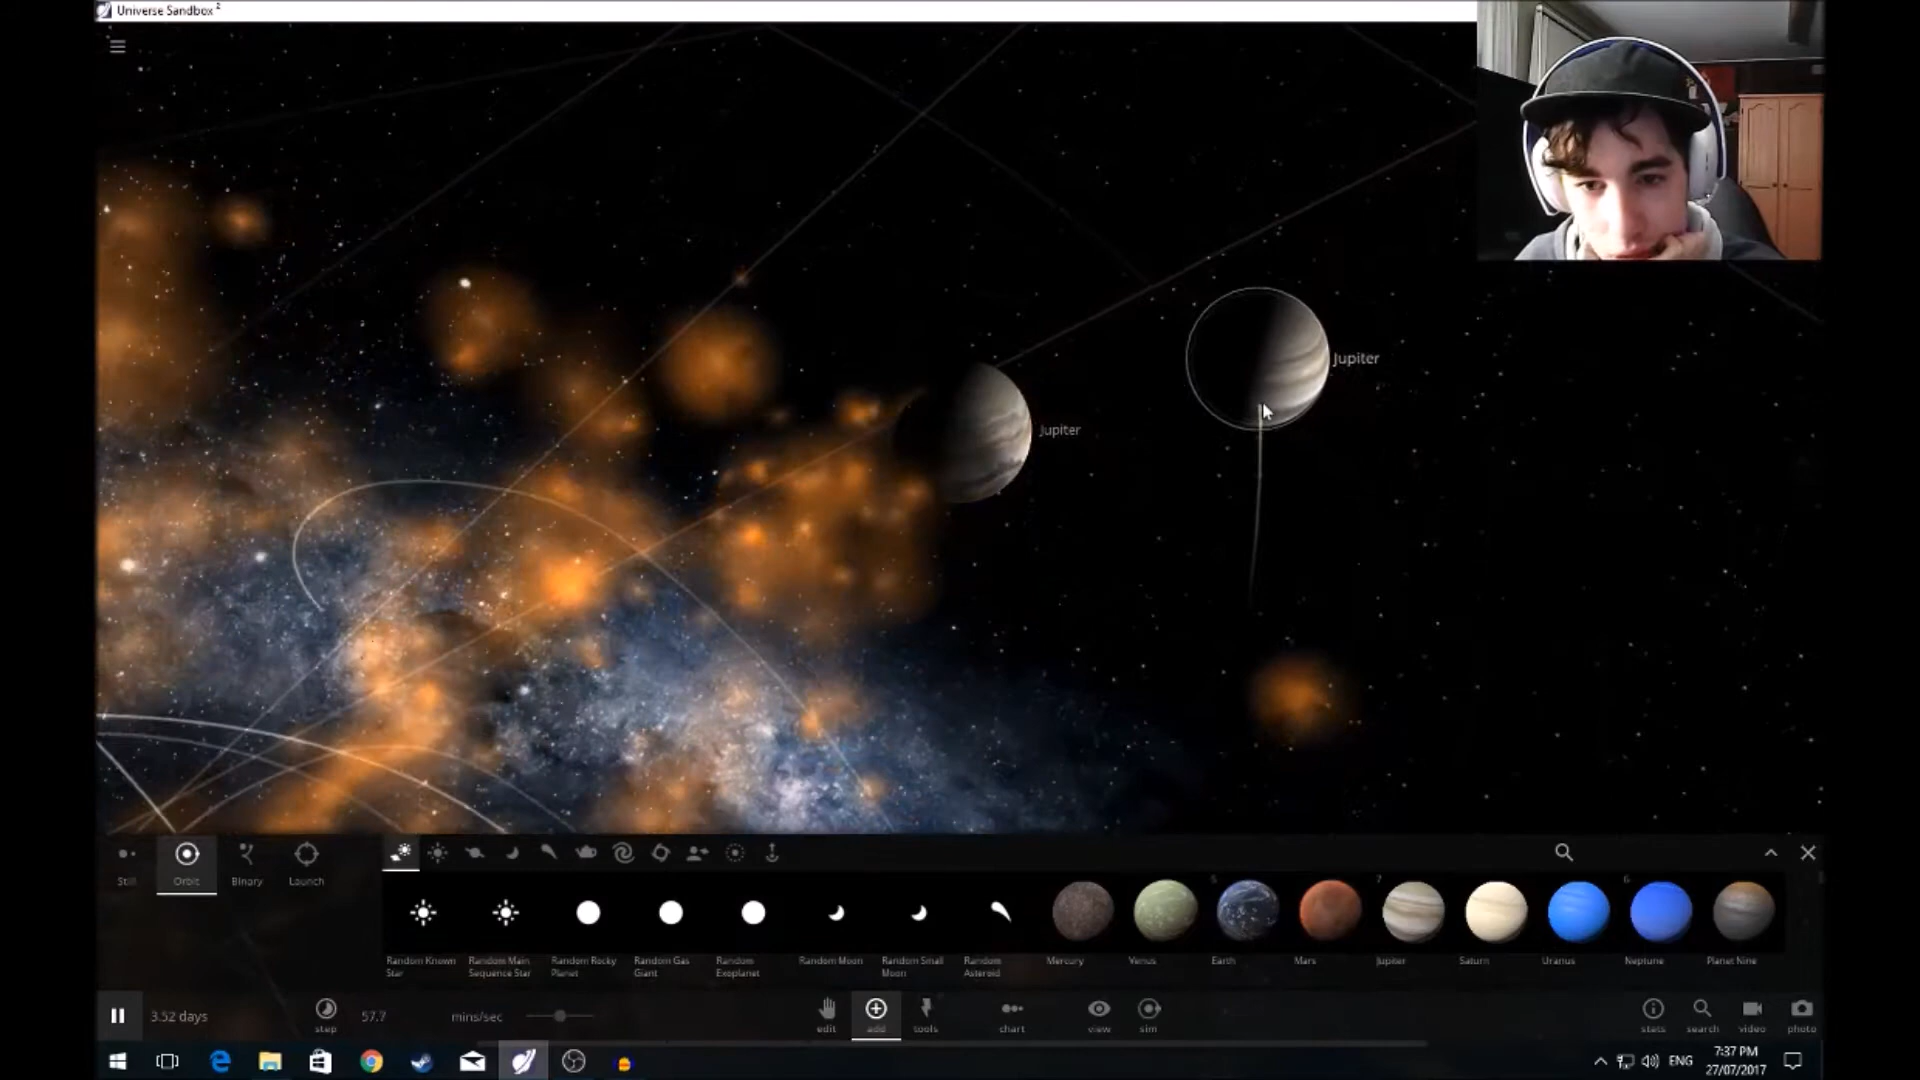 Universe Sandbox ²
Jupiter
Jupiter
Still
Orbit
Binary
Launch
5
7
6
Random Known Star
Random Main Sequence Star
Random Rocky Planet
Random Gas Giant
Random Exoplanet
Random Moon
Random Small Moon
Random Asteroid
Mercury
Venus
Earth
Mars
Jupiter
Saturn
Uranus
Neptune
Planet Nine
3.52 days
step
57.7
mins/sec
edit
add
tools
chart
view
sim
stats
search
video
photo
ENG
7:37 PM
27/07/2017